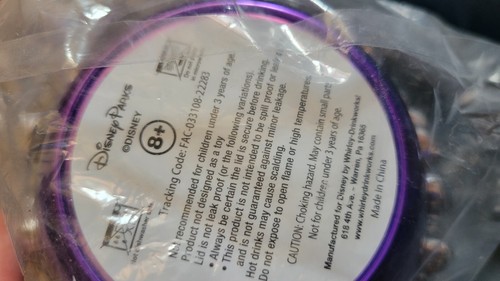 DISNEY PARKS
©DISNEY
8+
Tracking Code: FAC-033108-22283
Not recommended for children under 3 years of age.
Product not designed as a toy
Lid is not leak proof (or the following variations):
• Always be certain the lid is secure before drinking.
• This product is not intended to be spill proof or leak
and is not guaranteed against minor leakage.
Hot drinks may cause scalding.
Do not expose to open flame or high temperatures
CAUTION: Choking hazard. May contain small parts
Not for children under 3 years of age.
Manufactured for Disney by Whirley-DrinkWorks!
618 4th Ave. – Warren, PA 16365
www.whirleydrinkworks.com
Made In China